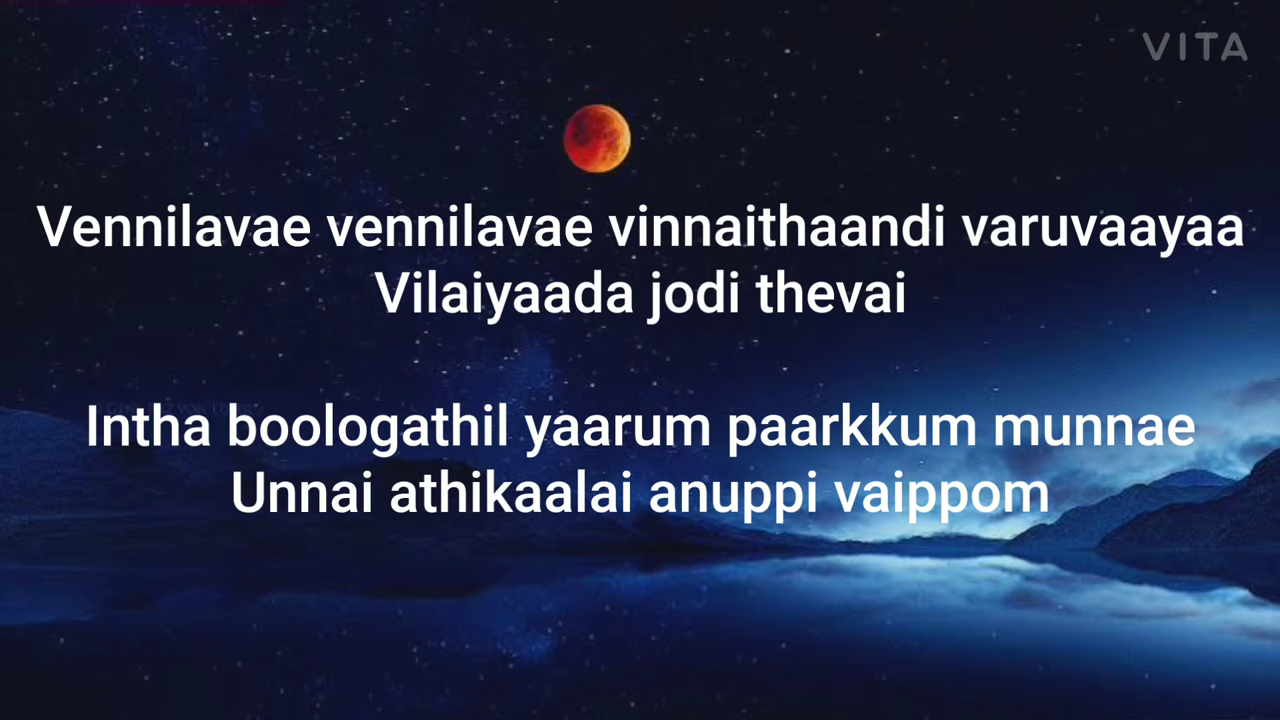 VITA
Vennilavae vennilavae vinnaithaandi varuvaayaa
Vilaiyaada jodi thevai
Intha boologathil yaarum paarkkum munnae
Unnai athikaalai anuppi vaippom